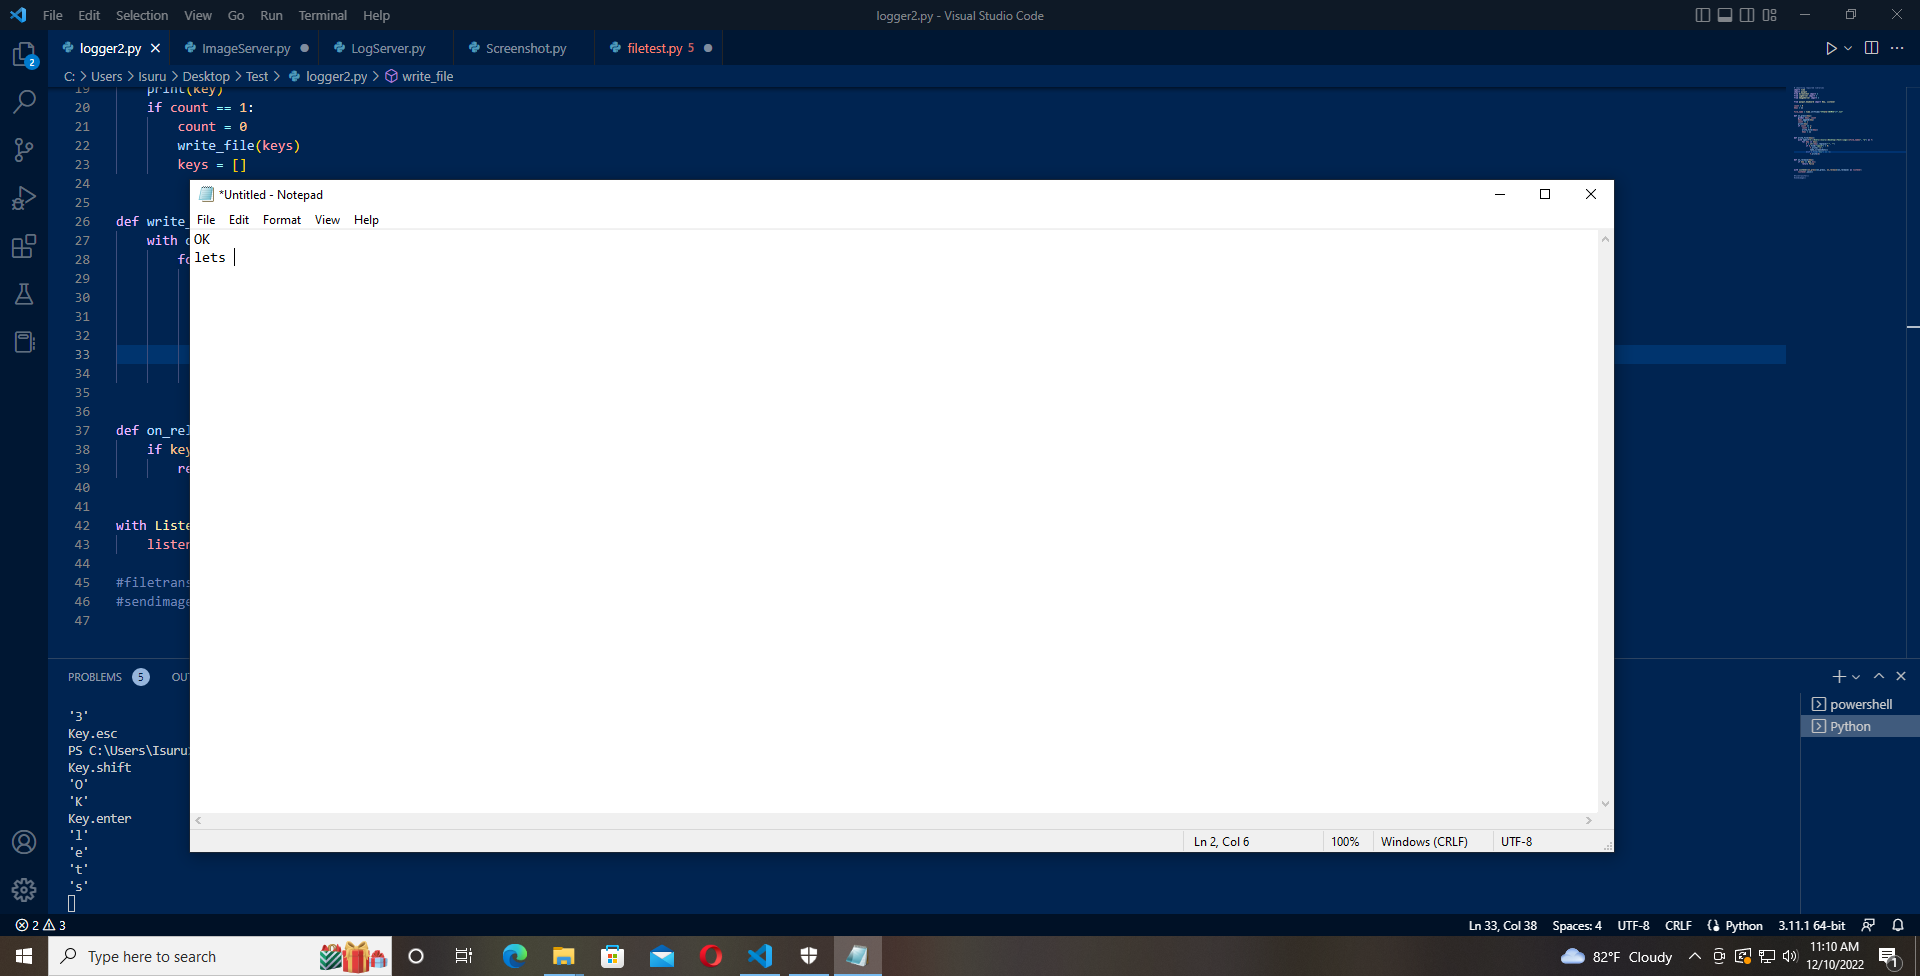 File Edit Selection View Go Run Terminal Help
logger2.py - Visual Studio Code
logger2.py ImageServer.py LogServer.py Screenshot.py filetest.py 5
C: > Users > Isuru > Desktop > Test > logger2.py > write_file
2
19 print(key)
20 if count == 1:
21 count = 0
22 write_file(keys)
23 keys = []
24
25
26 def write_
27 with
28
29
30
31
32
33
34
35
36
37 def on_rel
38 if key
39 re
40
41
42 with Liste
43 listen
44
45 #filetrans
46 #sendimage
47
*Untitled - Notepad
File Edit Format View Help
OK
lets
Ln 2, Col 6 100% Windows (CRLF) UTF-8
PROBLEMS 5 OU
'3'
Key.esc
PS C:\Users\Isuru
Key.shift
'O'
'K'
Key.enter
'l'
'e'
't'
's'
powershell
Python
2 3
Ln 33, Col 38 Spaces: 4 UTF-8 CRLF Python 3.11.1 64-bit
Type here to search
82°F Cloudy
11:10 AM
12/10/2022
1